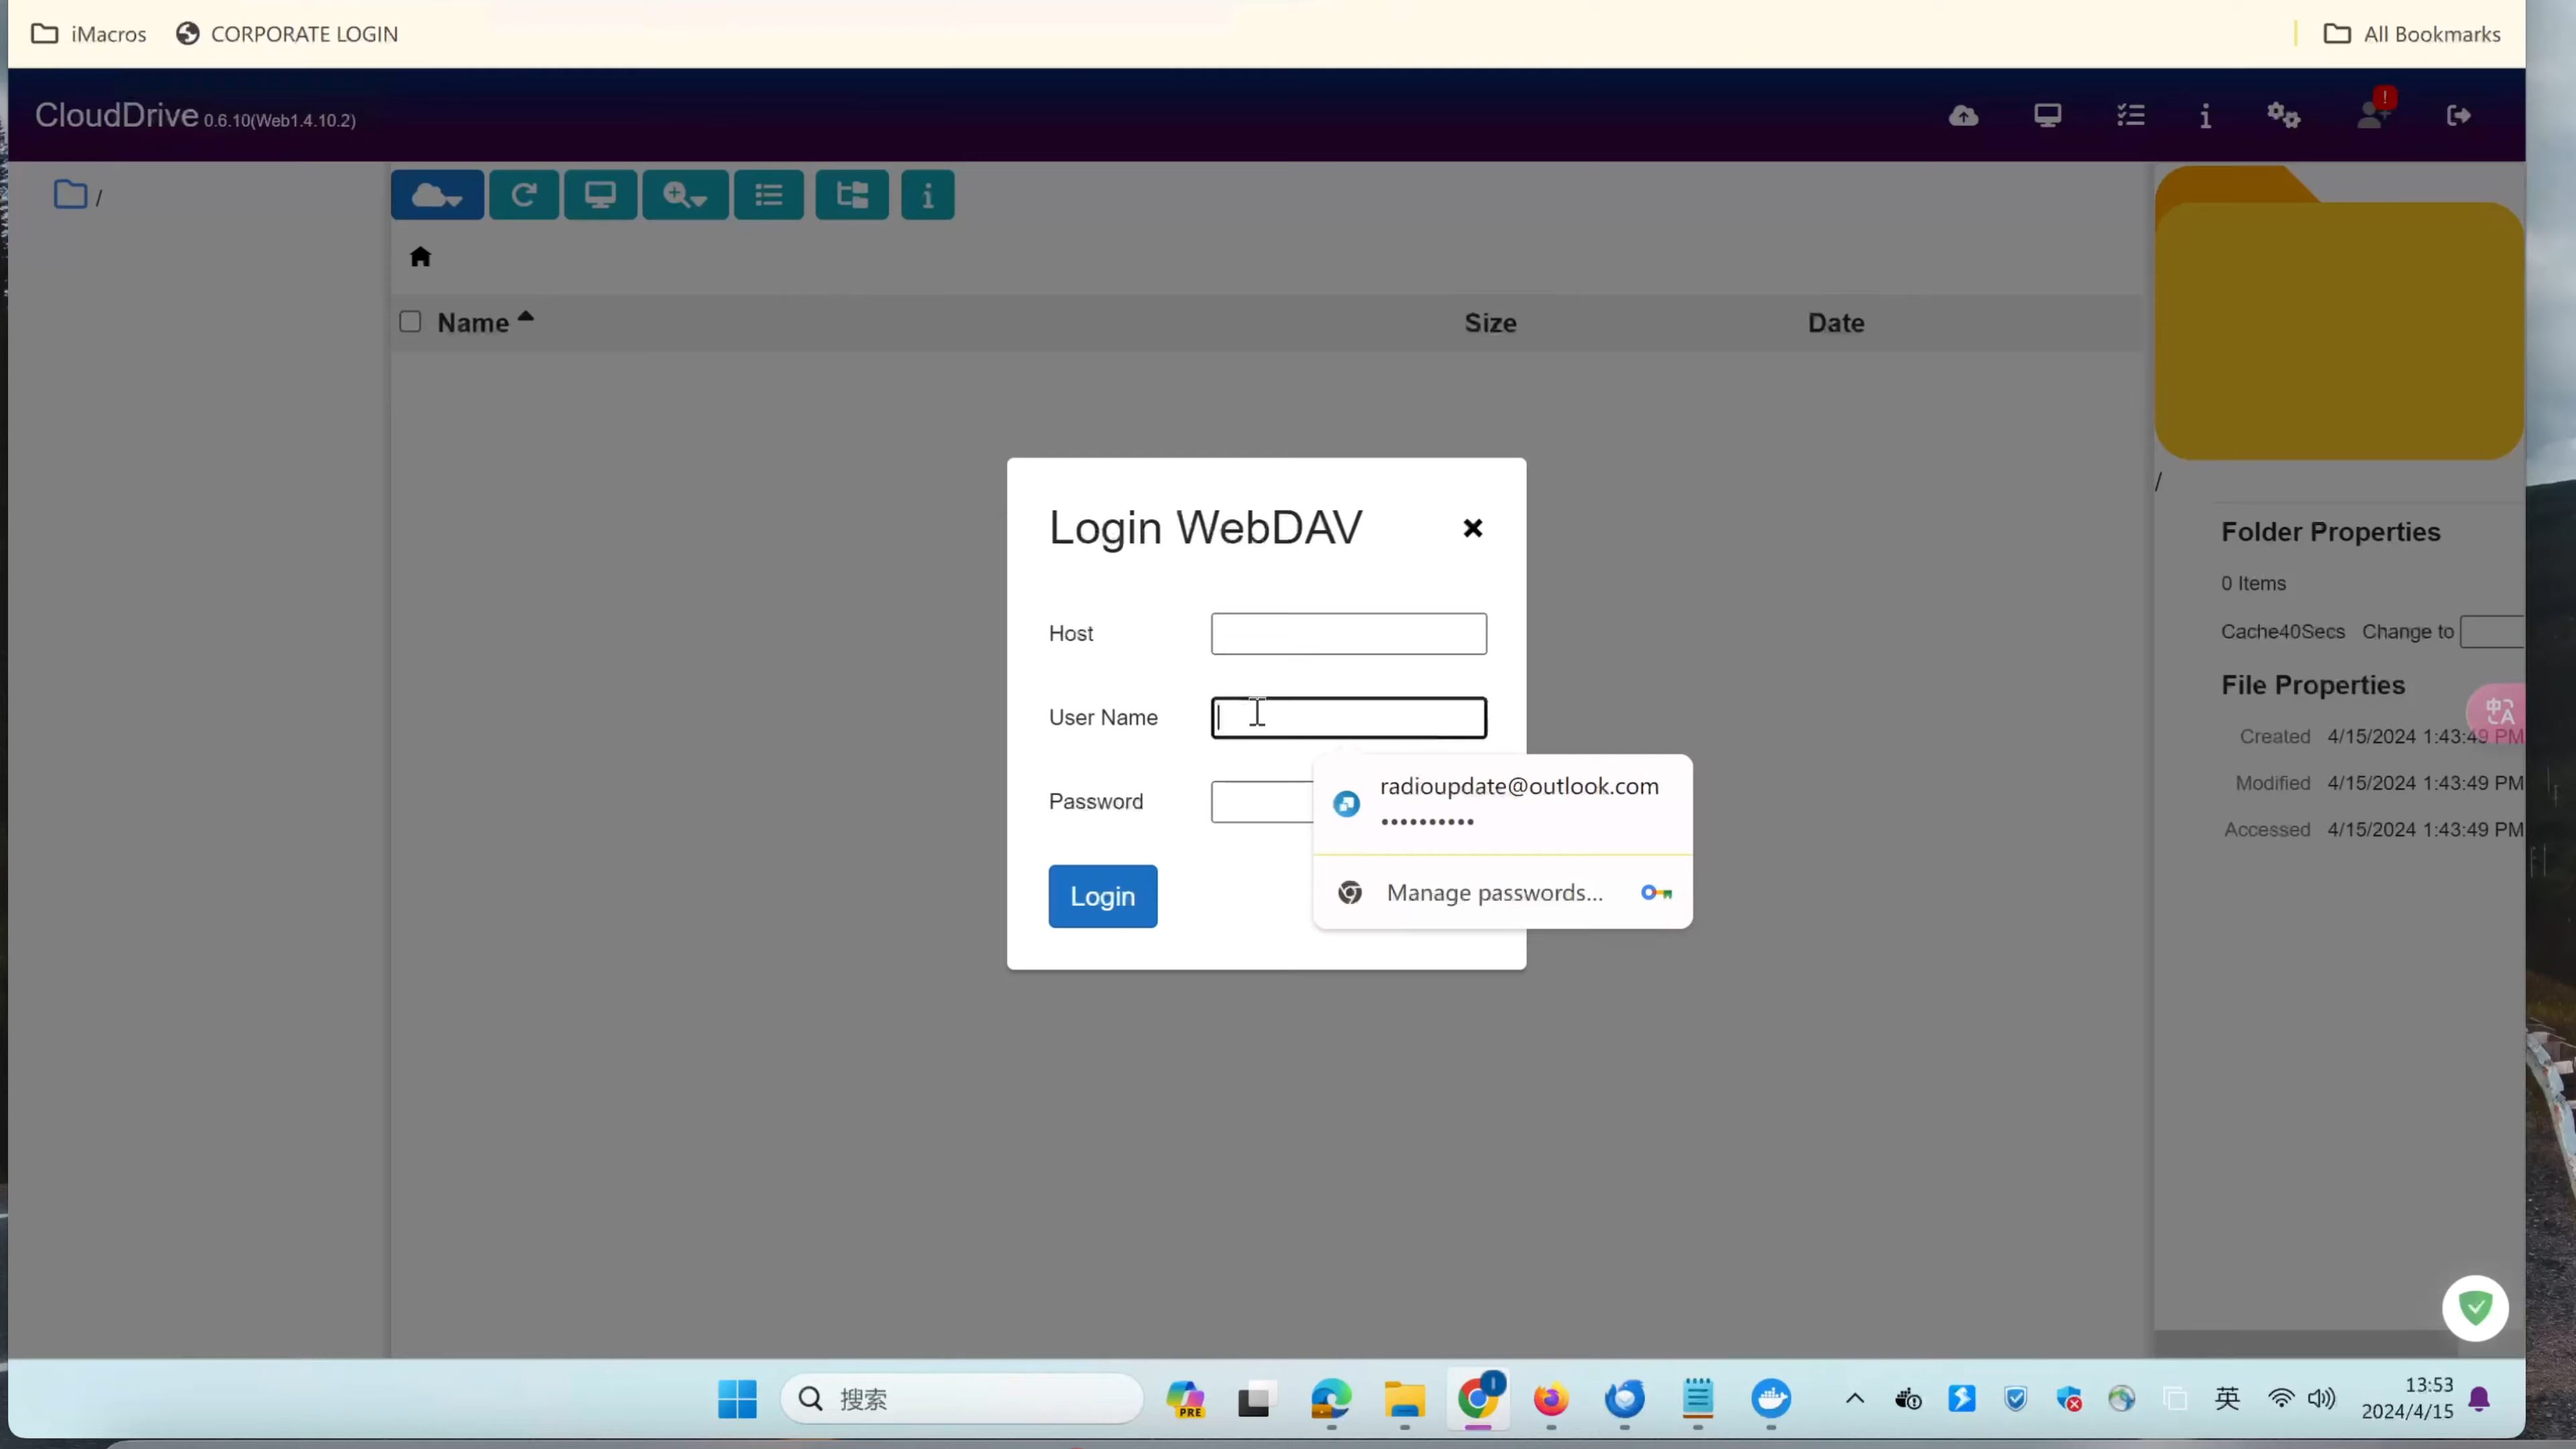 iMacros
CORPORATE LOGIN
All Bookmarks
CloudDrive 0.6.10(Web1.4.10.2)
!
/
Name
Size
Date
/
Login WebDAV
Host
User Name
Password
Login
radioupdate@outlook.com
••••••••••
Manage passwords...
Folder Properties
0 Items
Cache40Secs Change to
File Properties
中A
Created 4/15/2024 1:43:49 PM
Modified 4/15/2024 1:43:49 PM
Accessed 4/15/2024 1:43:49 PM
搜索
PRE
英
13:53
2024/4/15